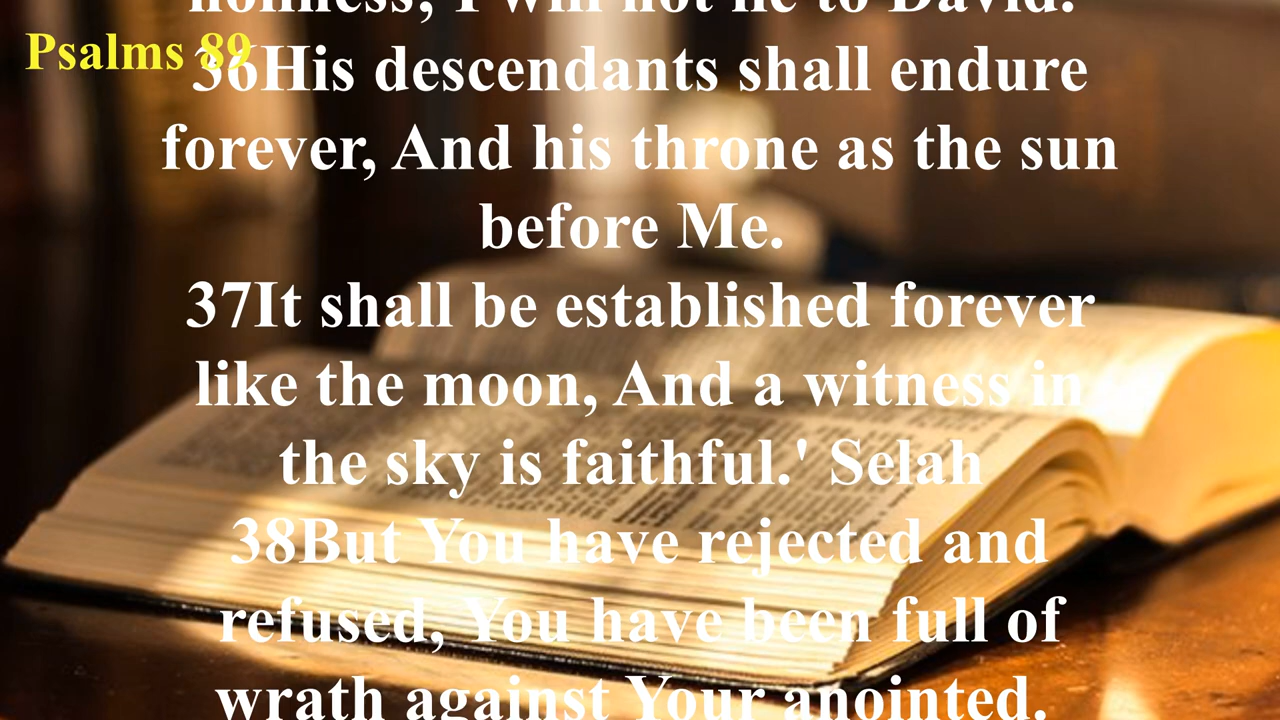 holiness; I will not lie to David.
Psalms 89
36His descendants shall endure
forever, And his throne as the sun
before Me.
37It shall be established forever
like the moon, And a witness in
the sky is faithful.' Selah
38But You have rejected and
refused, You have been full of
wrath against Your anointed.